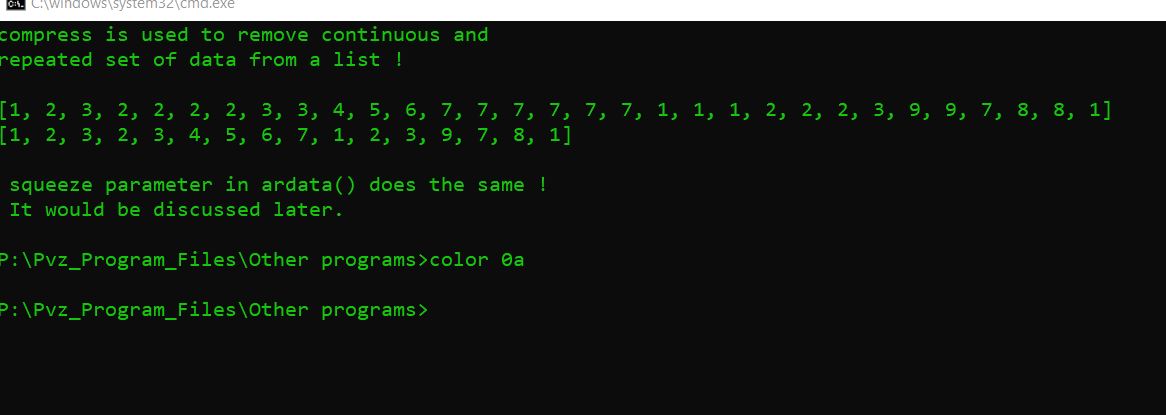 C:\windows\system32\cmd.exe
compress is used to remove continuous and
repeated set of data from a list !
[1, 2, 3, 2, 2, 2, 2, 3, 3, 4, 5, 6, 7, 7, 7, 7, 7, 7, 1, 1, 1, 2, 2, 2, 3, 9, 9, 7, 8, 8, 1]
[1, 2, 3, 2, 3, 4, 5, 6, 7, 1, 2, 3, 9, 7, 8, 1]
squeeze parameter in ardata() does the same !
It would be discussed later.
P:\Pvz_Program_Files\Other programs>color 0a
P:\Pvz_Program_Files\Other programs>